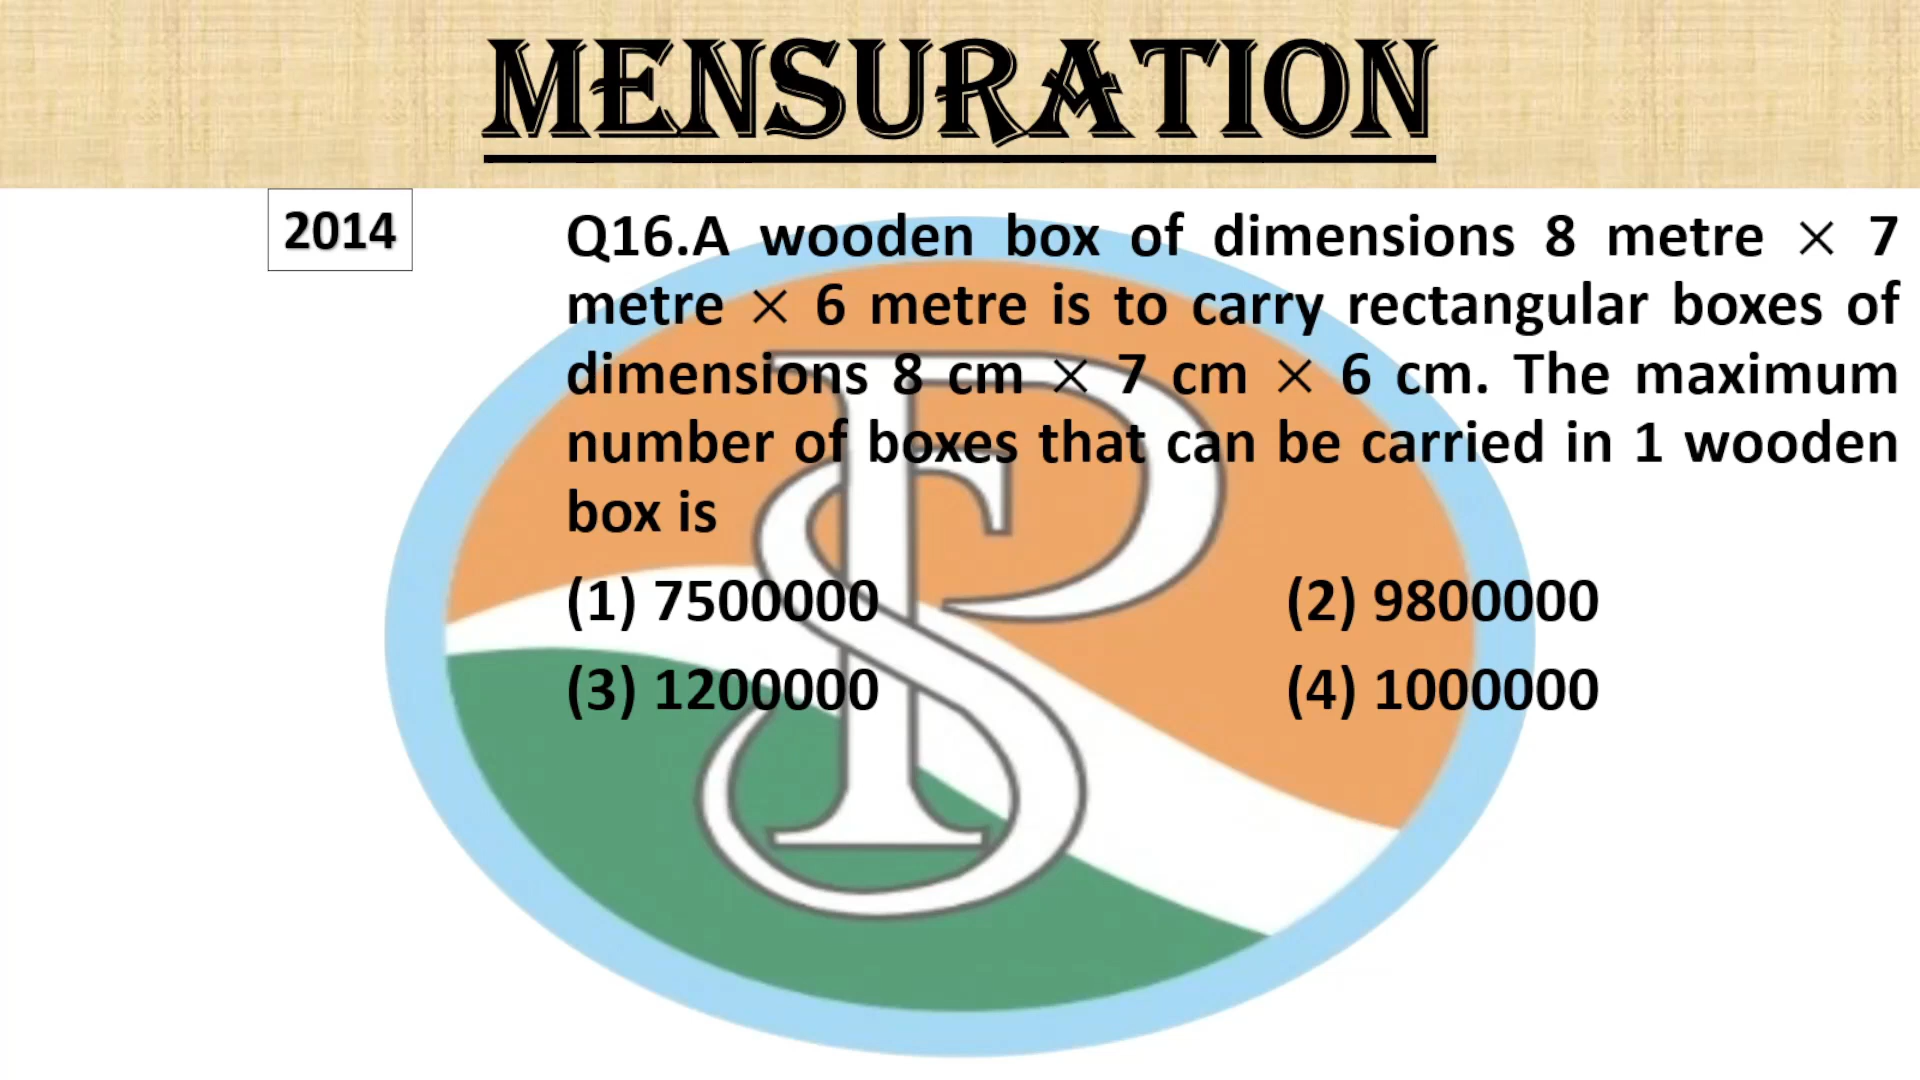 MENSURATION
2014
Q16.A wooden box of dimensions 8 metre × 7
metre × 6 metre is to carry rectangular boxes of
dimensions 8 cm × 7 cm × 6 cm. The maximum
number of boxes that can be carried in 1 wooden
box is
(1) 7500000 (2) 9800000
(3) 1200000 (4) 1000000